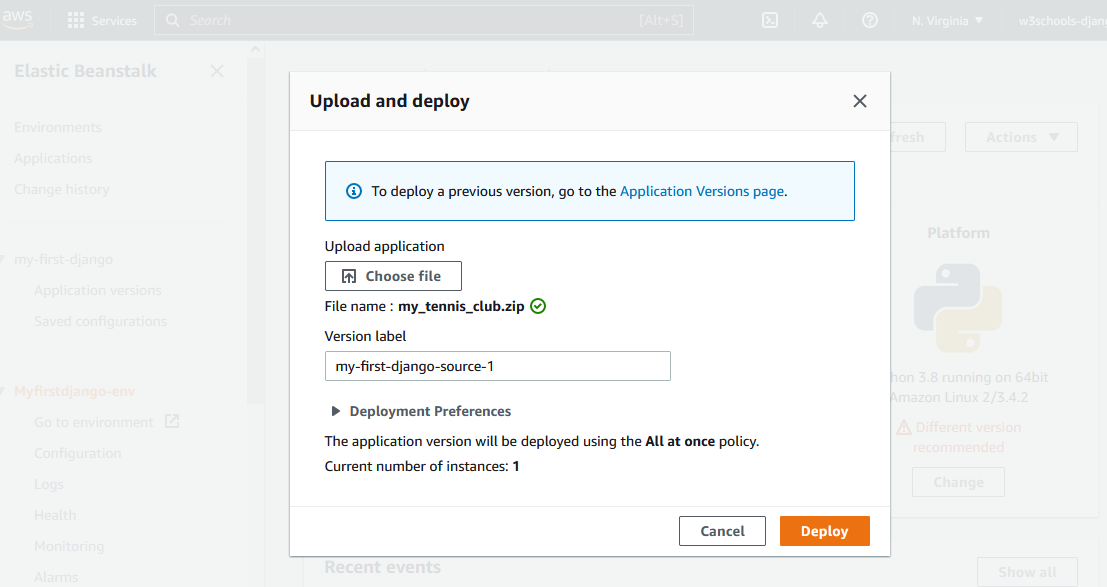 aws
Services
Search
[Alt+S]
N. Virginia
Elastic Beanstalk
Environments
Applications
Change history
my-first-django
Application versions
Saved configurations
Myfirstdjango-env
Go to environment
Configuration
Logs
Health
Monitoring
Alarms
Upload and deploy
To deploy a previous version, go to the Application Versions page.
Upload application
Choose file
File name : my_tennis_club.zip
Version label
my-first-django-source-1
Deployment Preferences
The application version will be deployed using the All at once policy.
Current number of instances: 1
Cancel
Deploy
Actions
Platform
3.8 running on 64bit
Amazon Linux 2/3.4.2
Different version
recommended
Change
Recent events
Show all